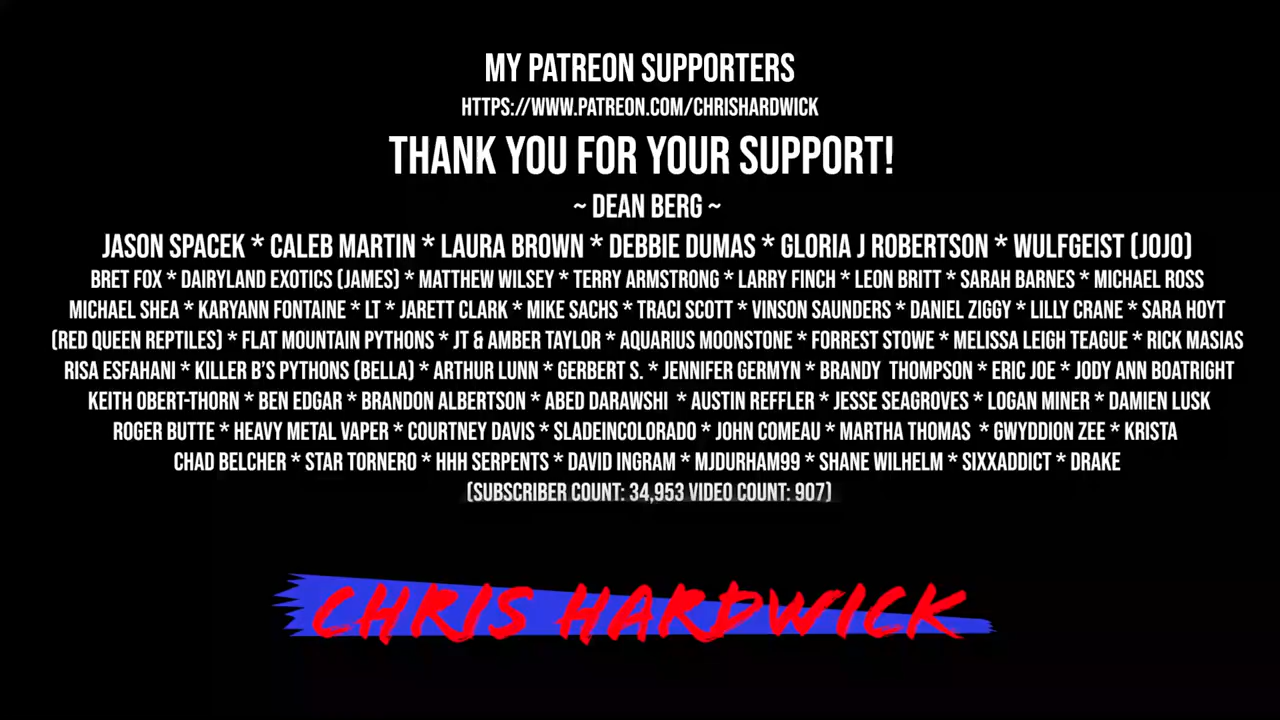 MY PATREON SUPPORTERS
HTTPS://WWW.PATREON.COM/CHRISHARDWICK
THANK YOU FOR YOUR SUPPORT!
~ DEAN BERG ~
JASON SPACEK * CALEB MARTIN * LAURA BROWN * DEBBIE DUMAS * GLORIA J ROBERTSON * WULFGEIST (JOJO)
BRET FOX * DAIRYLAND EXOTICS (JAMES) * MATTHEW WILSEY * TERRY ARMSTRONG * LARRY FINCH * LEON BRITT * SARAH BARNES * MICHAEL ROSS
MICHAEL SHEA * KARYANN FONTAINE * LT * JARETT CLARK * MIKE SACHS * TRACI SCOTT * VINSON SAUNDERS * DANIEL ZIGGY * LILLY CRANE * SARA HOYT
(RED QUEEN REPTILES) * FLAT MOUNTAIN PYTHONS * JT & AMBER TAYLOR * AQUARIUS MOONSTONE * FORREST STOWE * MELISSA LEIGH TEAGUE * RICK MASIAS
RISA ESFAHANI * KILLER B'S PYTHONS (BELLA) * ARTHUR LUNN * GERBERT S. * JENNIFER GERMYN * BRANDY THOMPSON * ERIC JOE * JODY ANN BOATRIGHT
KEITH OBERT-THORN * BEN EDGAR * BRANDON ALBERTSON * ABED DARAWSHI * AUSTIN REFFLER * JESSE SEAGROVES * LOGAN MINER * DAMIEN LUSK
ROGER BUTTE * HEAVY METAL VAPER * COURTNEY DAVIS * SLADEINCOLORADO * JOHN COMEAU * MARTHA THOMAS * GWYDDION ZEE * KRISTA
CHAD BELCHER * STAR TORNERO * HHH SERPENTS * DAVID INGRAM * MJDURHAM99 * SHANE WILHELM * SIXXADDICT * DRAKE
(SUBSCRIBER COUNT: 34,953 VIDEO COUNT: 907)
CHRIS HARDWICK